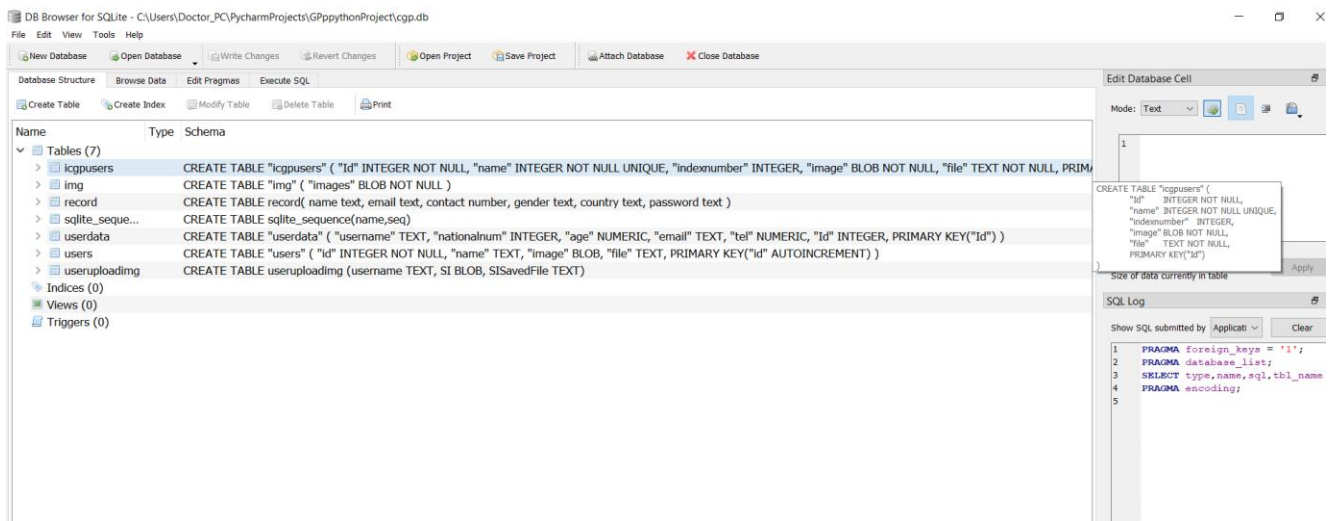 DB Browser for SQLite - C:\Users\Doctor_PC\PycharmProjects\GPppythonProject\cgp.db
File Edit View Tools Help
New Database Open Database Write Changes Revert Changes Open Project Save Project Attach Database Close Database
Database Structure Browse Data Edit Pragmas Execute SQL
Create Table Create Index Modify Table Delete Table Print
Name Type Schema
Tables (7)
icgpusers CREATE TABLE "icgpusers" ( "Id" INTEGER NOT NULL, "name" INTEGER NOT NULL UNIQUE, "indexnumber" INTEGER, "image" BLOB NOT NULL, "file" TEXT NOT NULL, PRIMA
img CREATE TABLE "img" ( "images" BLOB NOT NULL )
record CREATE TABLE record( name text, email text, contact number, gender text, country text, password text )
sqlite_seque... CREATE TABLE sqlite_sequence(name,seq)
userdata CREATE TABLE "userdata" ( "username" TEXT, "nationalnum" INTEGER, "age" NUMERIC, "email" TEXT, "tel" NUMERIC, "Id" INTEGER, PRIMARY KEY("Id") )
users CREATE TABLE "users" ( "id" INTEGER NOT NULL, "name" TEXT, "image" BLOB, "file" TEXT, PRIMARY KEY("id" AUTOINCREMENT) )
useruploadimg CREATE TABLE useruploadimg (username TEXT, SI BLOB, SISavedFile TEXT)
Indices (0)
Views (0)
Triggers (0)
Edit Database Cell
Mode: Text
1
CREATE TABLE "icgpusers" (
"Id" INTEGER NOT NULL,
"name" INTEGER NOT NULL UNIQUE,
"indexnumber" INTEGER,
"image" BLOB NOT NULL,
"file" TEXT NOT NULL,
PRIMARY KEY("Id")
)
Size of data currently in table Apply
SQL Log
Show SQL submitted by Applicati Clear
1 PRAGMA foreign_keys = '1';
2 PRAGMA database_list;
3 SELECT type,name,sql,tbl_name
4 PRAGMA encoding;
5